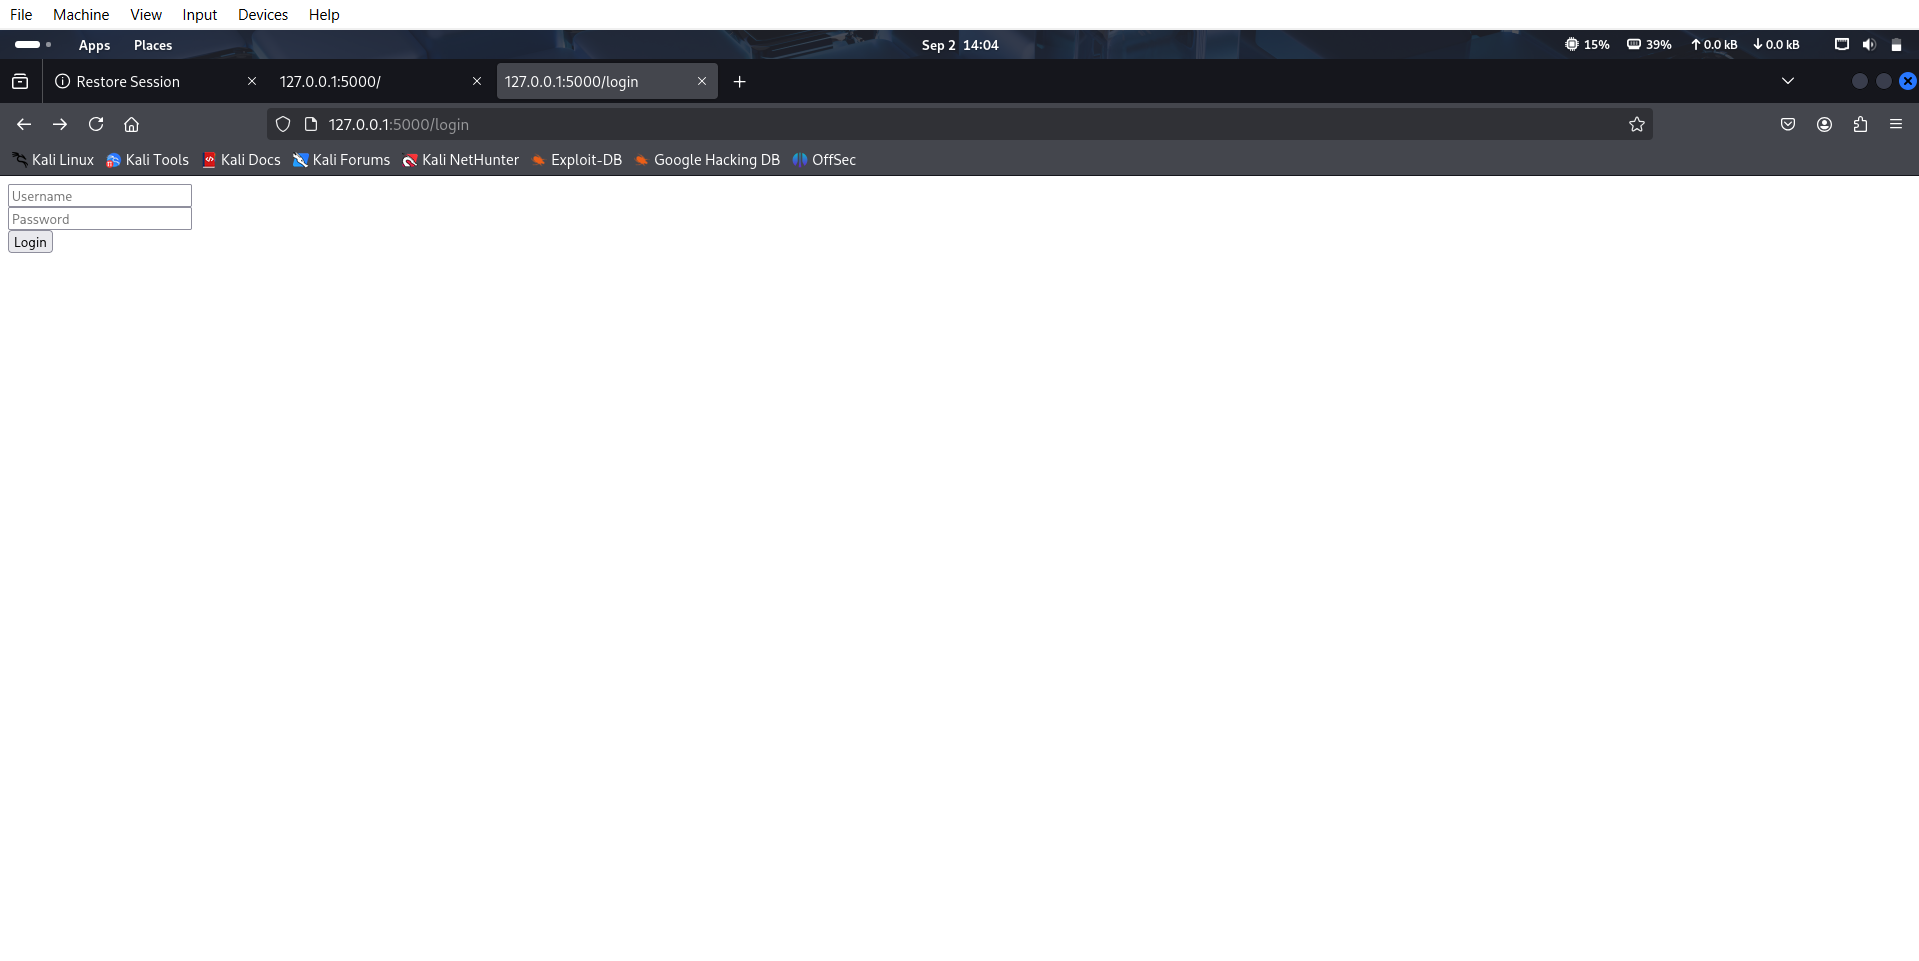 File Machine View Input Devices Help
Apps Places Sep 2 14:04 15% 39% 0.0 kB 0.0 kB
Restore Session 127.0.0.1:5000/ 127.0.0.1:5000/login
127.0.0.1:5000/login
Kali Linux Kali Tools Kali Docs Kali Forums Kali NetHunter Exploit-DB Google Hacking DB OffSec
Username
Password
Login